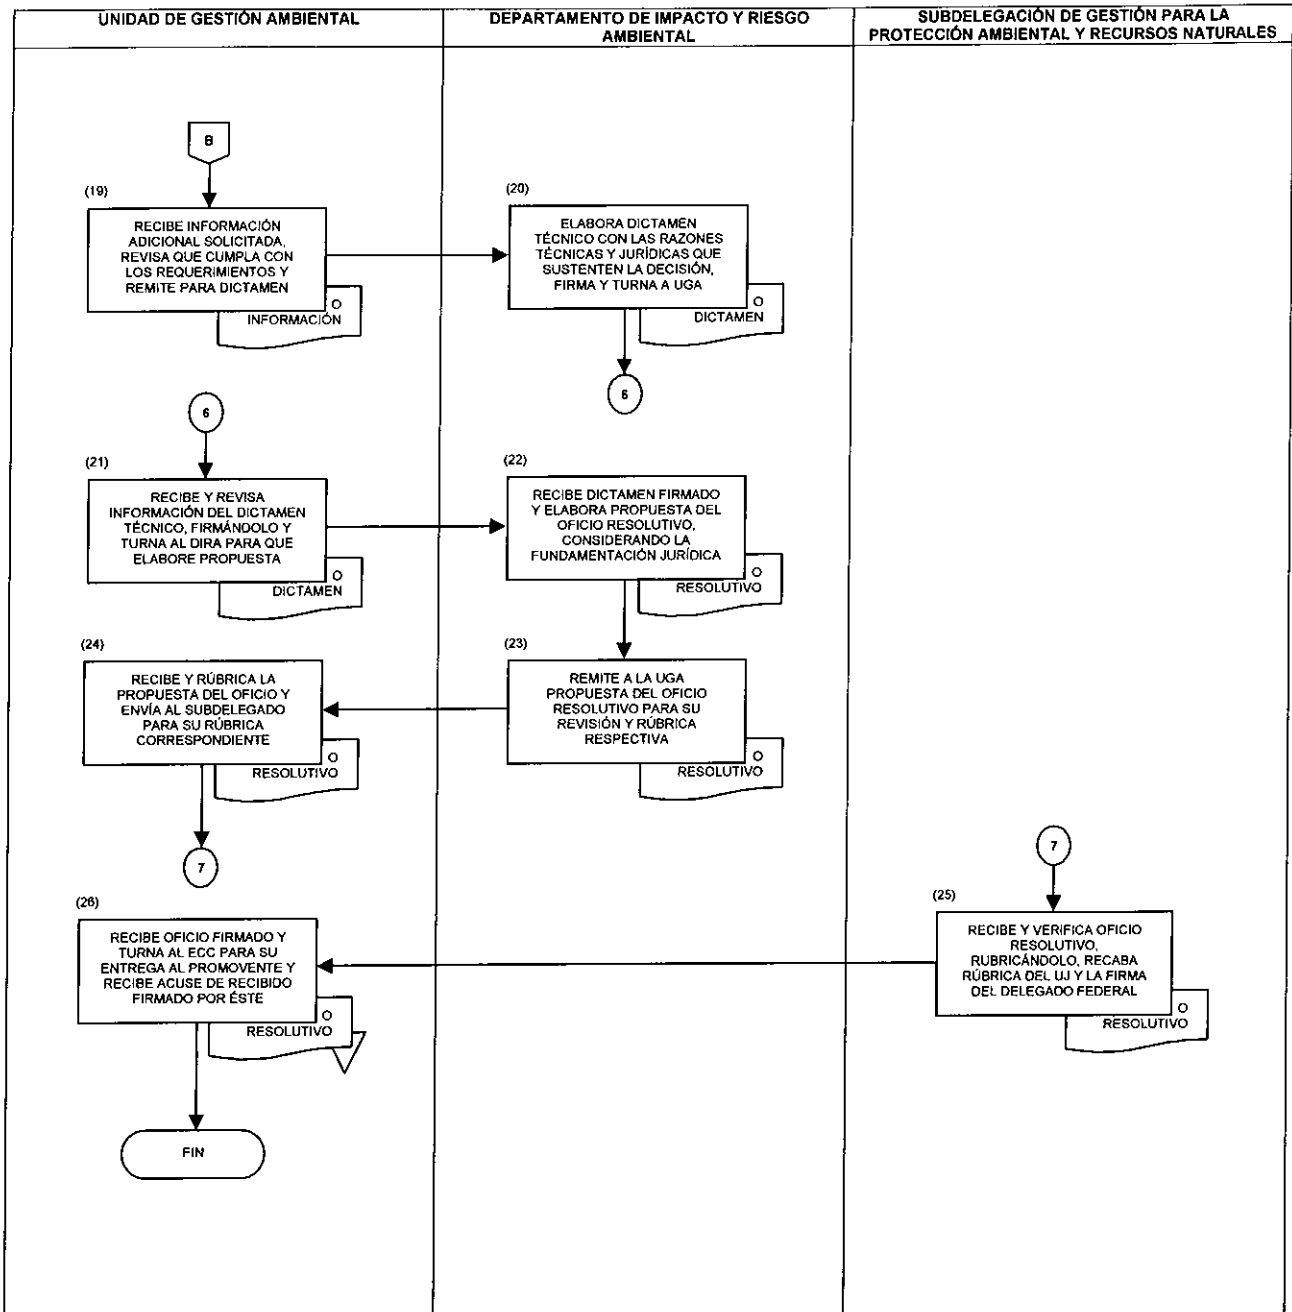 UNIDAD DE GESTIÓN AMBIENTAL
DEPARTAMENTO DE IMPACTO Y RIESGO
AMBIENTAL
SUBDELEGACIÓN DE GESTIÓN PARA LA
PROTECCIÓN AMBIENTAL Y RECURSOS NATURALES
B
(19)
RECIBE INFORMACIÓN
ADICIONAL SOLICITADA,
REVISA QUE CUMPLA CON
LOS REQUERIMIENTOS Y
REMITE PARA DICTAMEN
O
INFORMACIÓN
(20)
ELABORA DICTAMEN
TÉCNICO CON LAS RAZONES
TÉCNICAS Y JURÍDICAS QUE
SUSTENTEN LA DECISIÓN,
FIRMA Y TURNA A UGA
O
DICTAMEN
6
6
(21)
RECIBE Y REVISA
INFORMACIÓN DEL DICTAMEN
TÉCNICO, FIRMÁNDOLO Y
TURNA AL DIRA PARA QUE
ELABORE PROPUESTA
O
DICTAMEN
(22)
RECIBE DICTAMEN FIRMADO
Y ELABORA PROPUESTA DEL
OFICIO RESOLUTIVO,
CONSIDERANDO LA
FUNDAMENTACIÓN JURÍDICA
O
RESOLUTIVO
(24)
RECIBE Y RÚBRICA LA
PROPUESTA DEL OFICIO Y
ENVÍA AL SUBDELEGADO
PARA SU RÚBRICA
CORRESPONDIENTE
O
RESOLUTIVO
(23)
REMITE A LA UGA
PROPUESTA DEL OFICIO
RESOLUTIVO PARA SU
REVISIÓN Y RÚBRICA
RESPECTIVA
O
RESOLUTIVO
7
7
(26)
RECIBE OFICIO FIRMADO Y
TURNA AL ECC PARA SU
ENTREGA AL PROMOVENTE Y
RECIBE ACUSE DE RECIBIDO
FIRMADO POR ÉSTE
O
RESOLUTIVO
(25)
RECIBE Y VERIFICA OFICIO
RESOLUTIVO,
RUBRICÁNDOLO, RECABA
RÚBRICA DEL UJ Y LA FIRMA
DEL DELEGADO FEDERAL
O
RESOLUTIVO
FIN